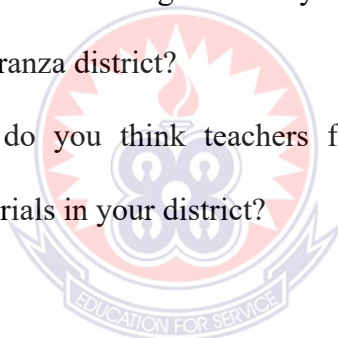 ranza district?
do you think teachers f
rials in your district?
EDUCATION FOR SERVICE